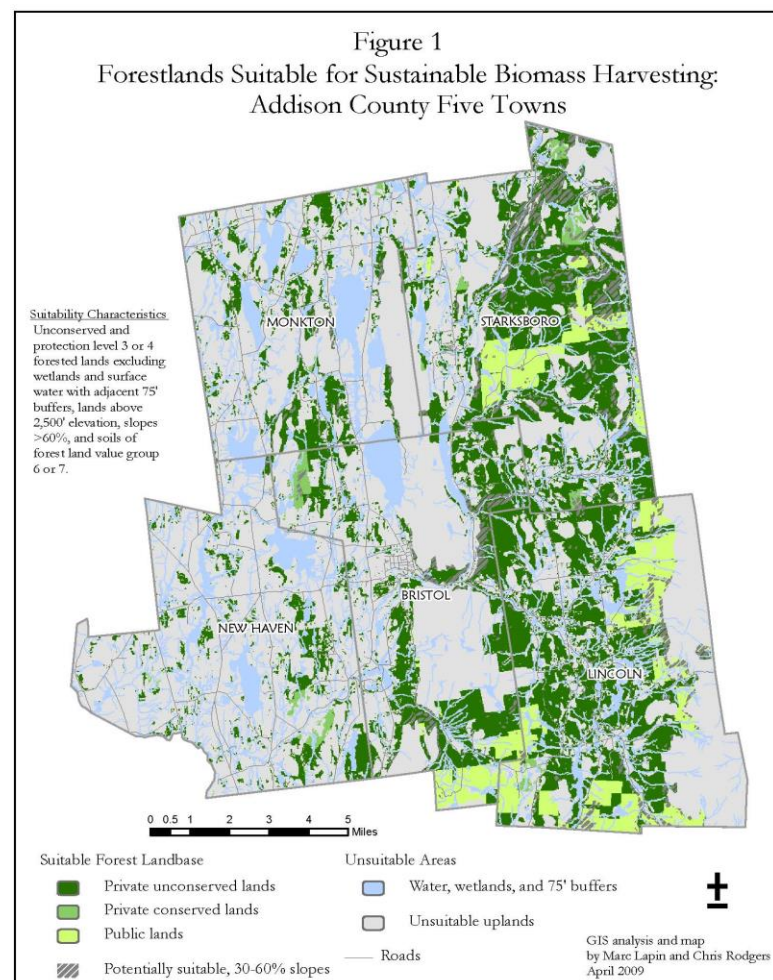 Figure 1
Forestlands Suitable for Sustainable Biomass Harvesting:
Addison County Five Towns
Suitability Characteristics
Unconserved and
protection level 3 or 4
forested lands excluding
wetlands and surface
water with adjacent 75'
buffers, lands above
2,500' elevation, slopes
>60%, and soils of
forest land value group
6 or 7.
MONKTON
STARKSBORO
BRISTOL
NEW HAVEN
LINCOLN
0 0.5 1 2 3 4 5
Miles
Suitable Forest Landbase
Private unconserved lands
Private conserved lands
Public lands
Potentially suitable, 30-60% slopes
Unsuitable Areas
Water, wetlands, and 75' buffers
Unsuitable uplands
Roads
GIS analysis and map
by Marc Lapin and Chris Rodgers
April 2009